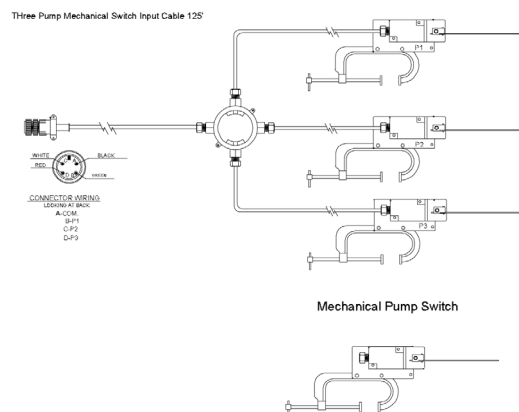 THree Pump Mechanical Switch Input Cable 125'
P1
P2
WHITE
BLACK
RED
GREEN
CONNECTOR WIRING
LOOKING AT BACK
A-COM.
B-P1
C-P2
D-P3
P3
Mechanical Pump Switch